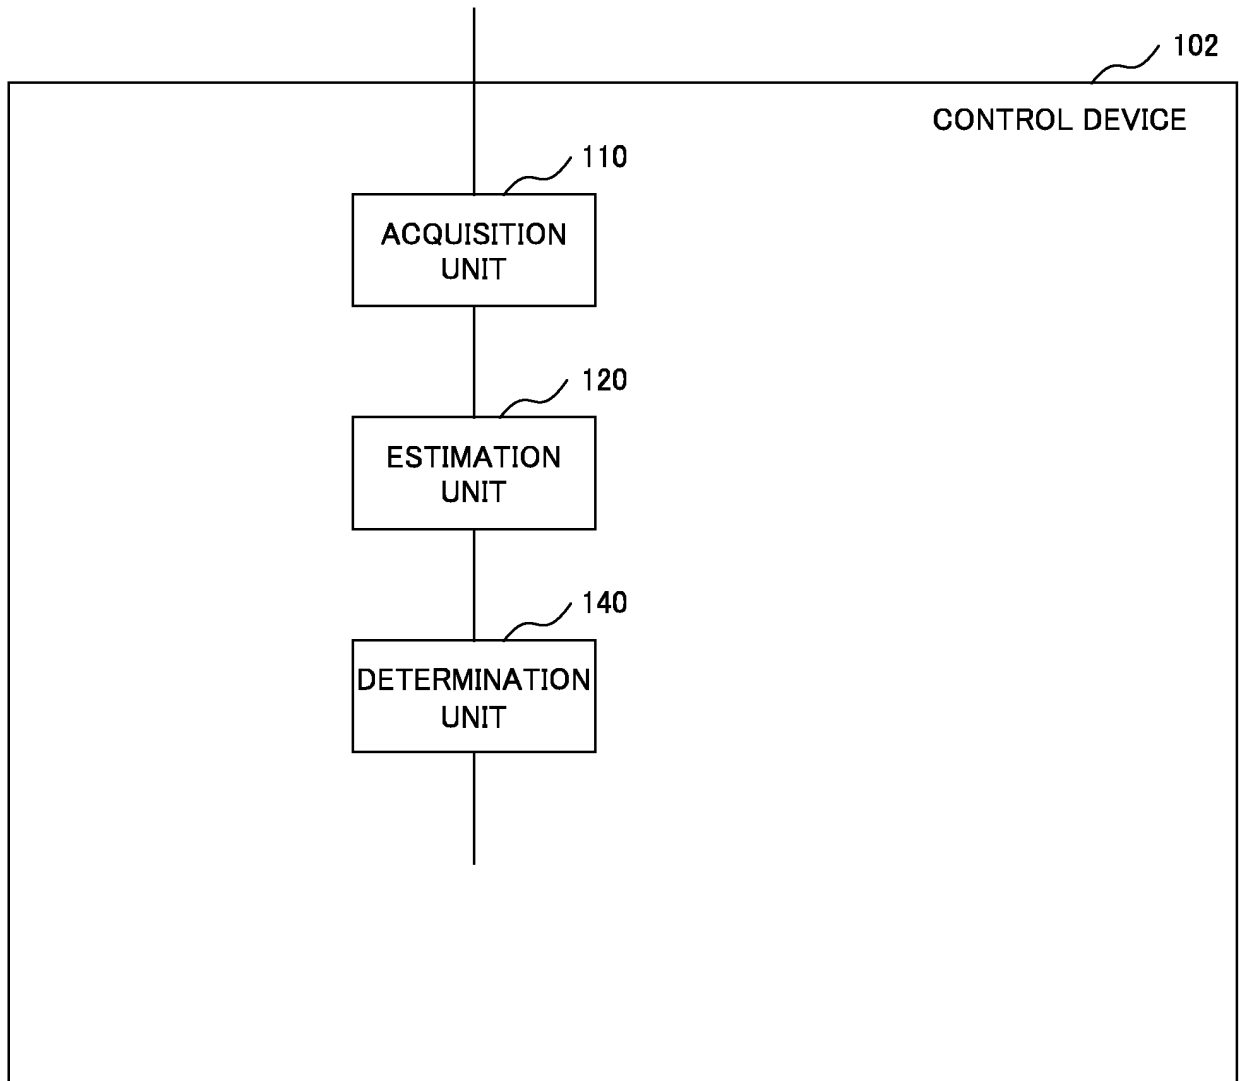 102
CONTROL DEVICE
110
ACQUISITION
UNIT
120
ESTIMATION
UNIT
140
DETERMINATION
UNIT